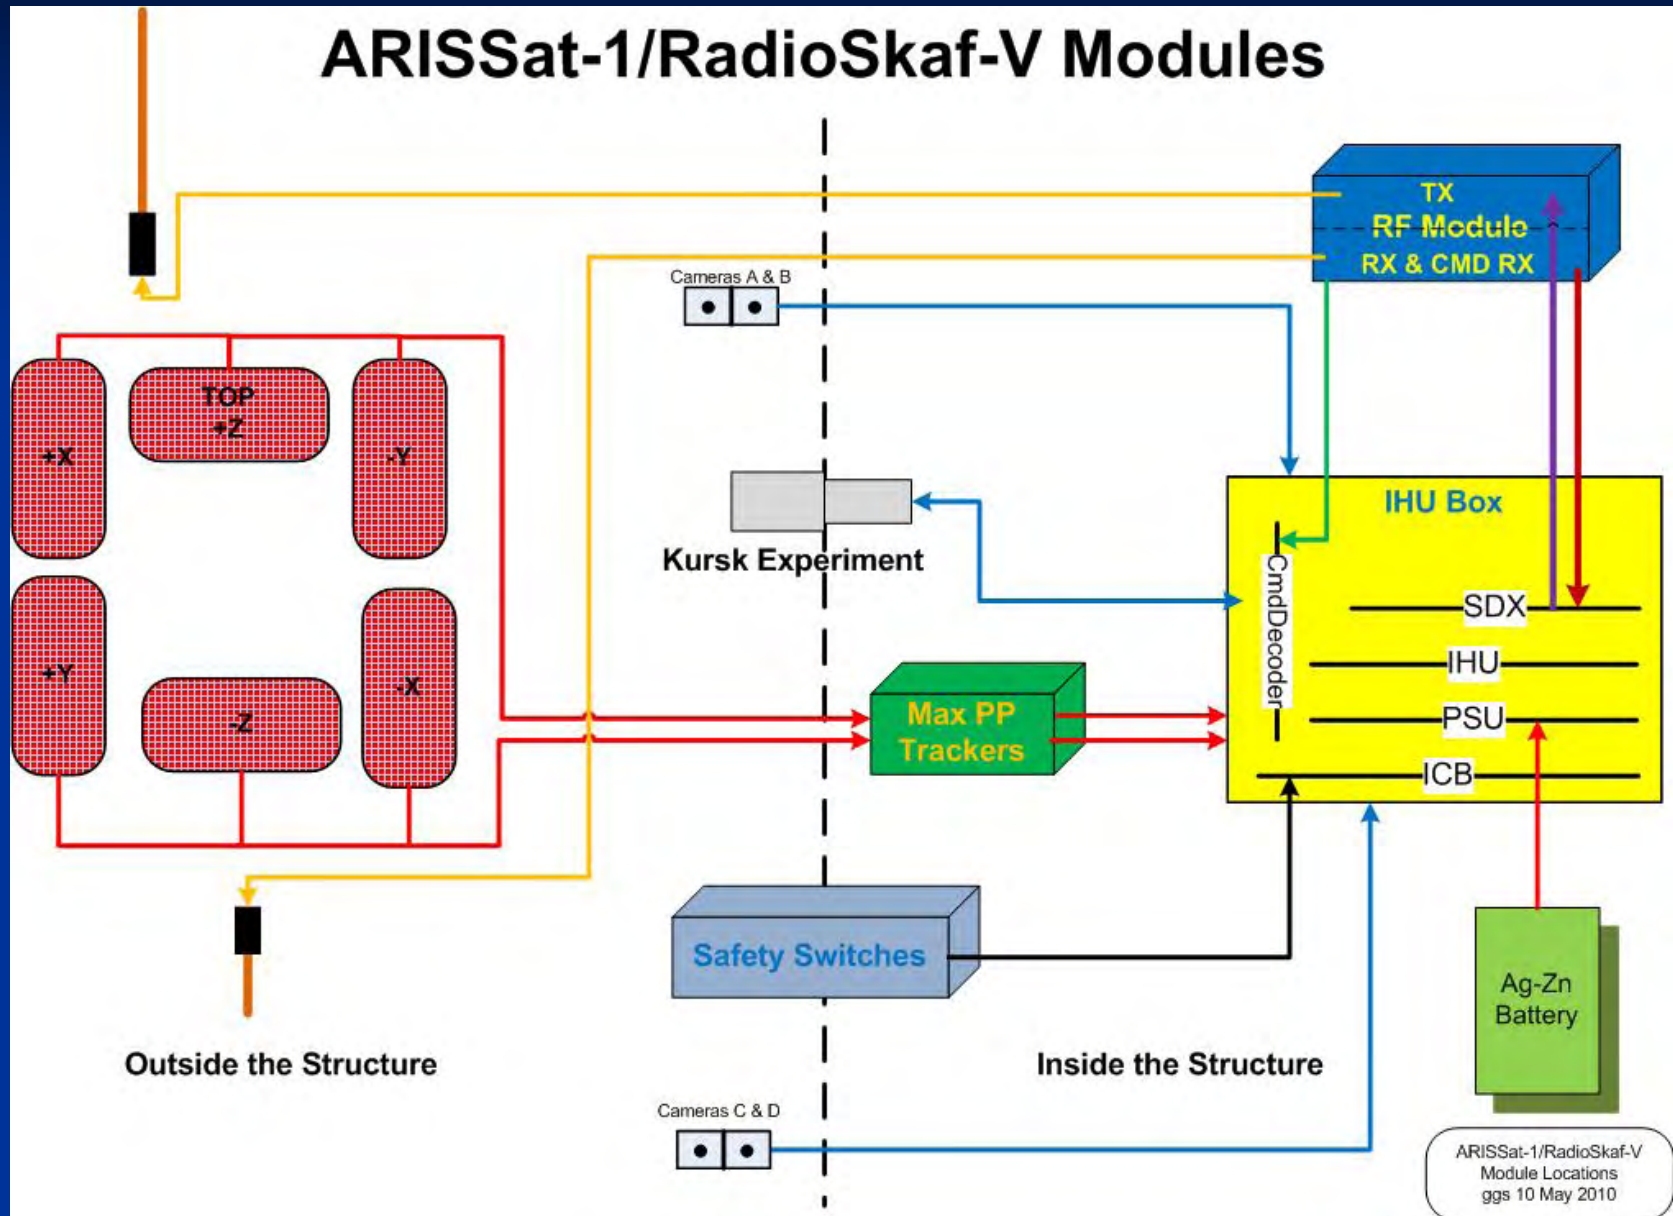 ARISSat-1/RadioSkaf-V Modules
TX
RF Module
RX & CMD RX
Cameras A & B
TOP
+Z
+X
-Y
IHU Box
Kursk Experiment
CmdDecoder
SDX
IHU
PSU
ICB
+Y
-Z
-X
Max PP
Trackers
Safety Switches
Ag-Zn
Battery
Outside the Structure
Inside the Structure
Cameras C & D
ARISSat-1/RadioSkaf-V
Module Locations
ggs 10 May 2010